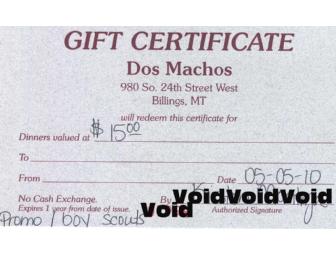 GIFT CERTIFICATE
Dos Machos
980 So. 24th Street West
Billings, MT
will redeem this certificate for
Dinners valued at $15.00
To
From Date 05-05-10
No Cash Exchange. By VoidVoidVoid
Expires 1 year from date of issue. Void Authorized Signature
Promo / boy scouts